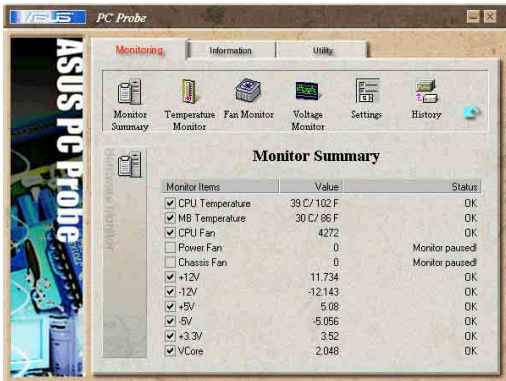 ASUS PC Probe
Monitoring Information Utility
Monitor Summary Temperature Monitor Fan Monitor Voltage Monitor Settings History
ASUS PC Probe
Hardware Monitor
Monitor Summary
Monitor Items Value Status
CPU Temperature 39 C/ 102 F OK
MB Temperature 30 C/ 86 F OK
CPU Fan 4272 OK
Power Fan 0 Monitor paused!
Chassis Fan 0 Monitor paused!
+12V 11.734 OK
-12V -12.143 OK
+5V 5.08 OK
-5V -5.056 OK
+3.3V 3.52 OK
VCore 2.048 OK